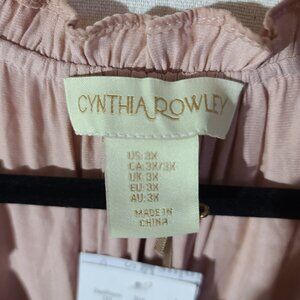 CYNTHIA ROWLEY
US: 3X
CA: 3X/3X
UK: 3X
EU: 3X
AU: 3X
MADE IN
CHINA